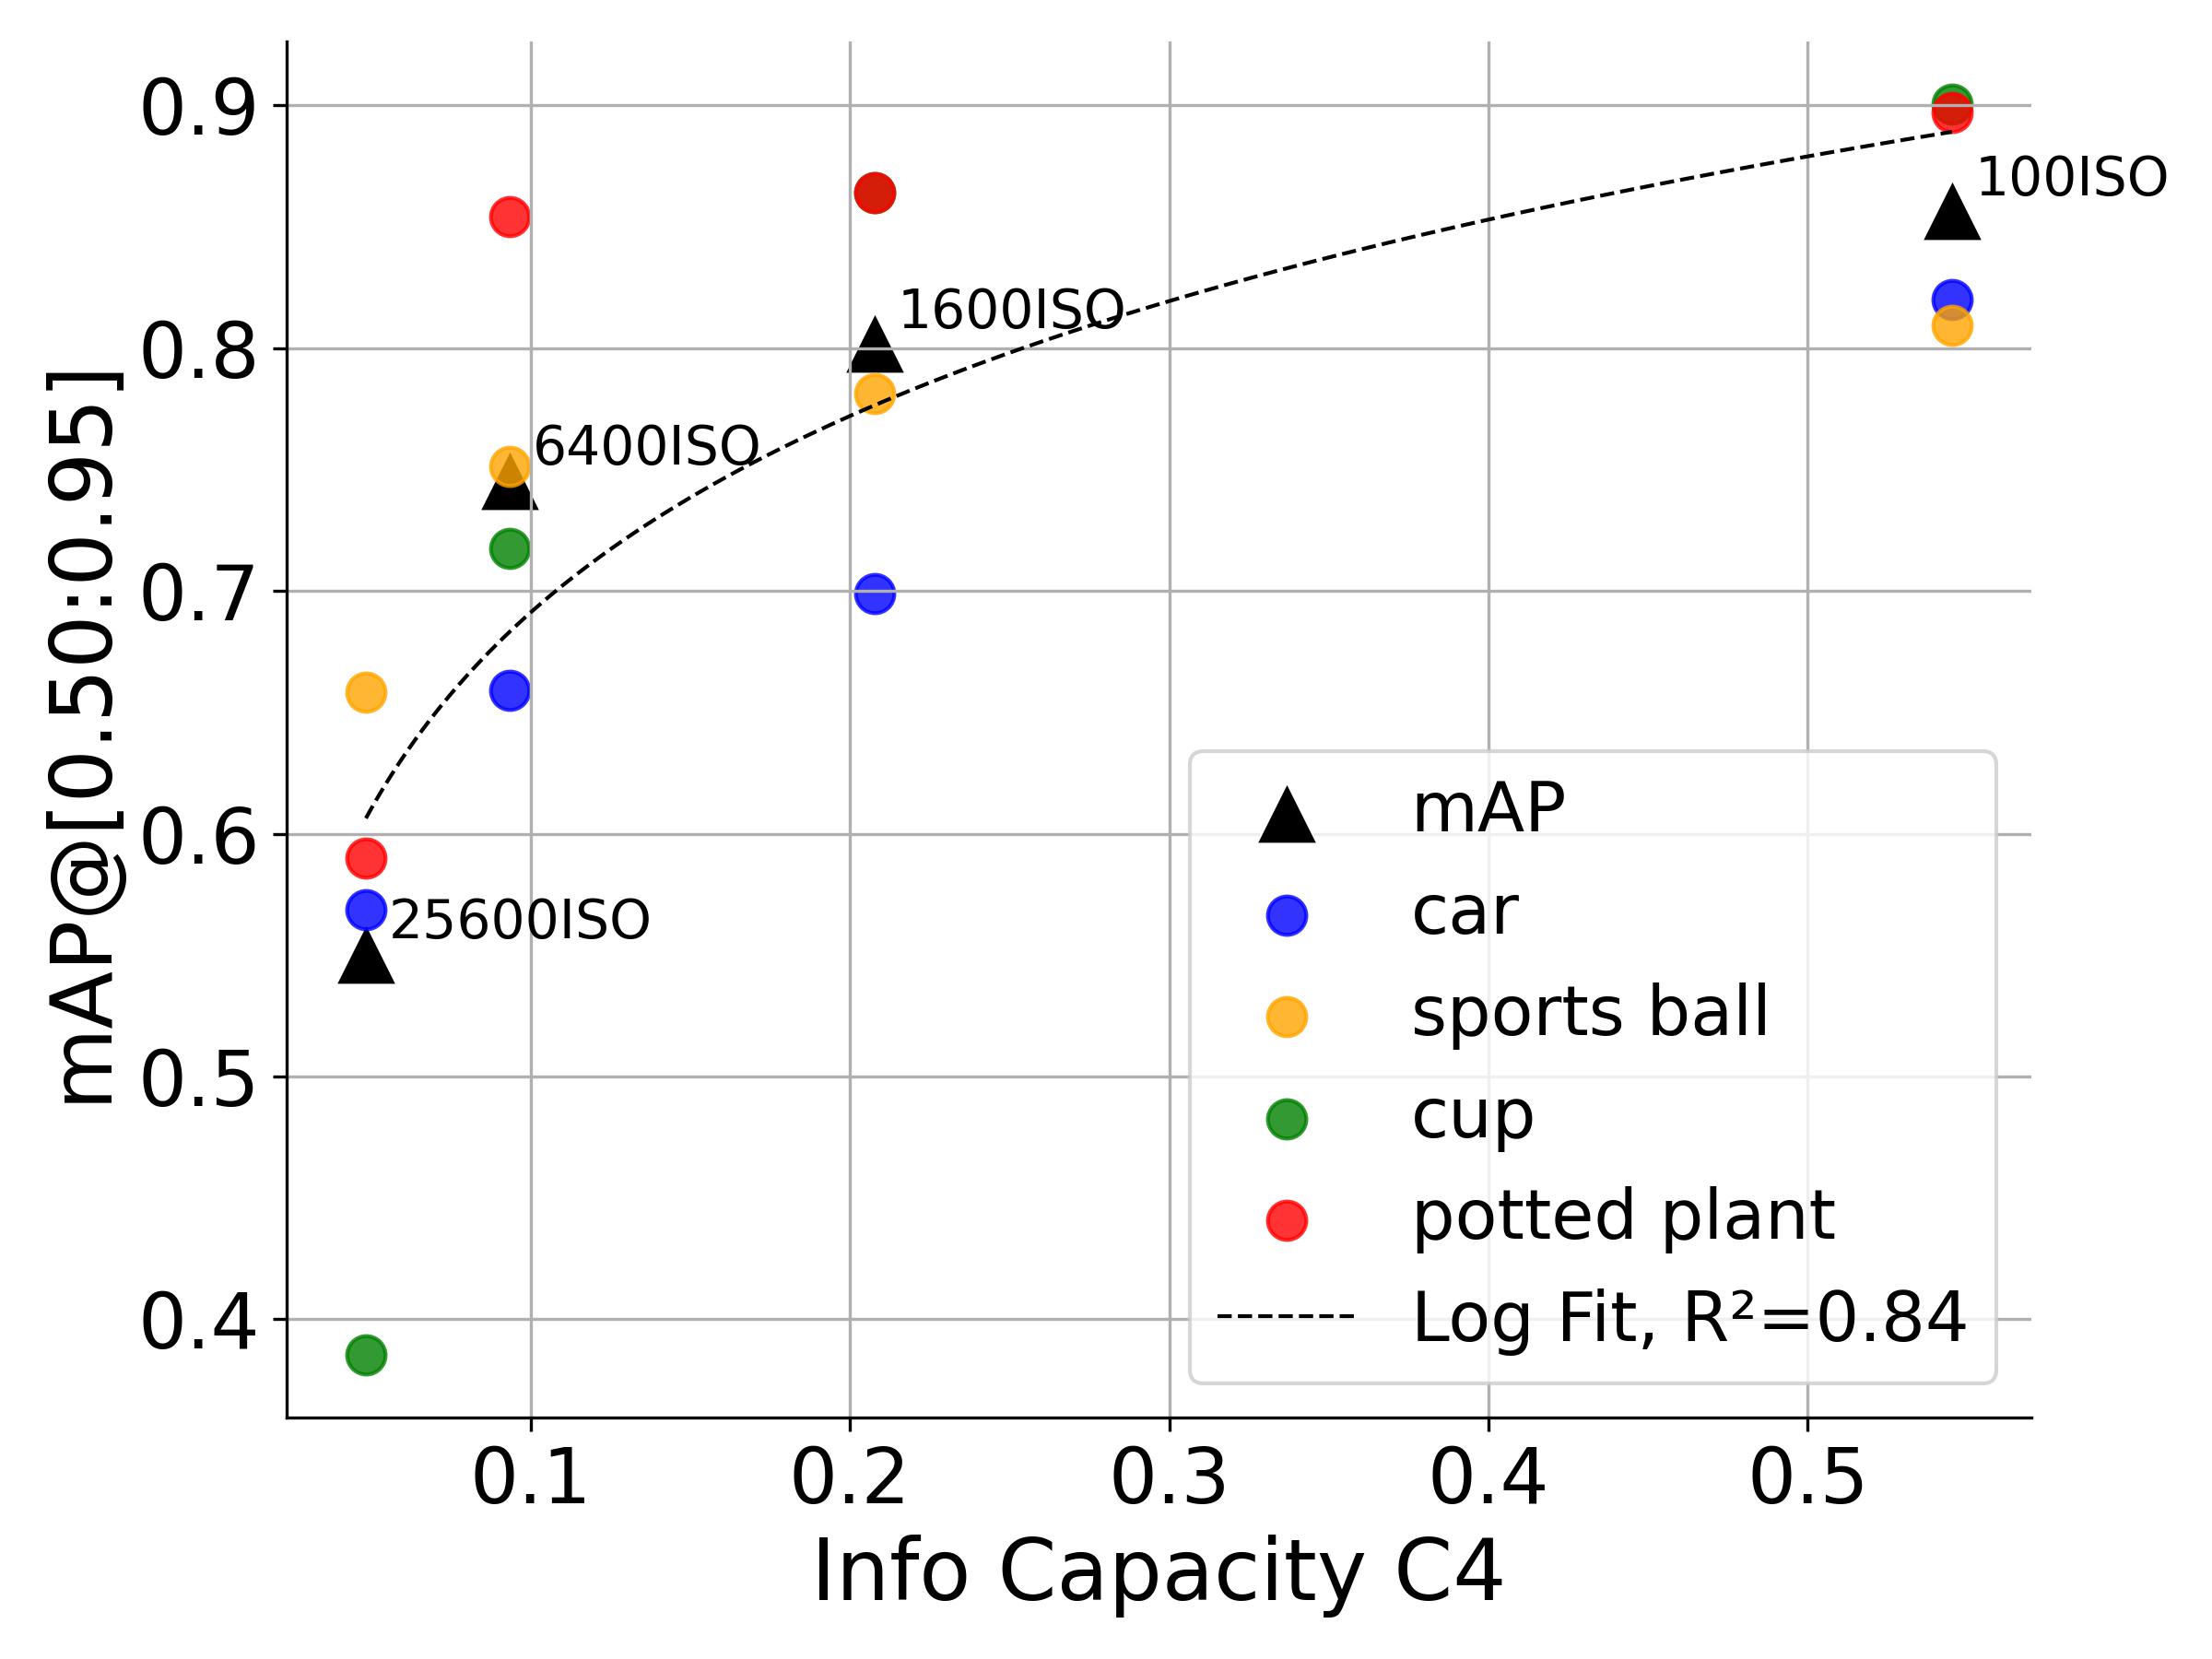 0.9
0.8
0.7
0.6
0.5
0.4
mAP@[0.50:0.95]
100ISO
1600ISO
6400ISO
25600ISO
mAP
car
sports ball
cup
potted plant
Log Fit, R²=0.84
0.1 0.2 0.3 0.4 0.5
Info Capacity C4